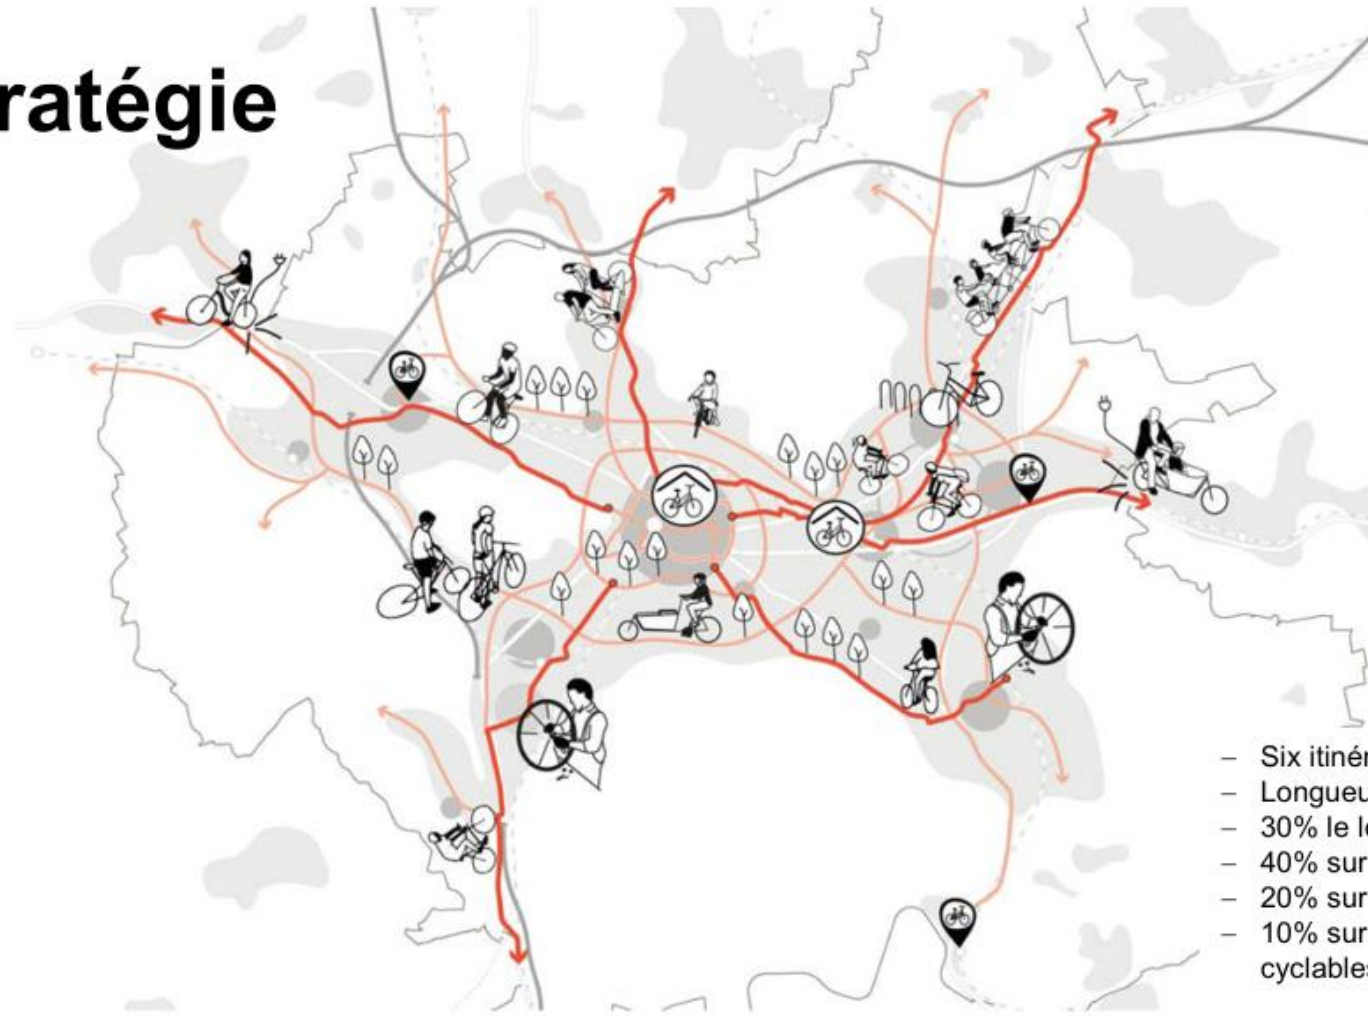 ratégie
– Six itinér
– Longueu
– 30% le l
– 40% sur
– 20% sur
– 10% sur
cyclables